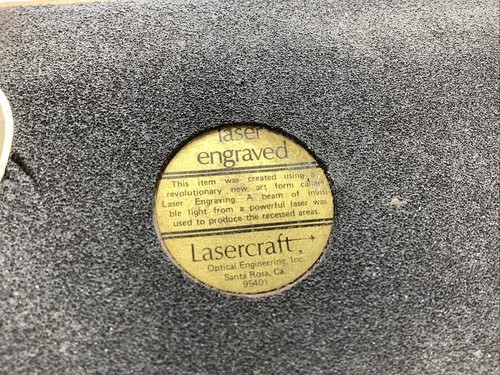 laser
engraved
This item was created using a
revolutionary new art form called
Laser Engraving. A beam of invisi
ble light from a powerful laser was
used to produce the recessed areas.
Lasercraft
Optical Engineering, Inc.
Santa Rosa, Ca.
95401